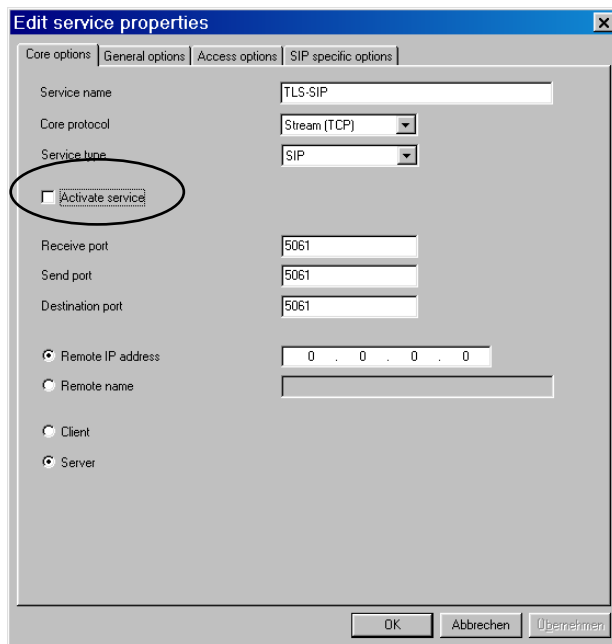 Edit service properties
Core options General options Access options SIP specific options
Service name TLS-SIP
Core protocol Stream (TCP)
Service type SIP
Activate service
Receive port 5061
Send port 5061
Destination port 5061
Remote IP address 0 . 0 . 0 . 0
Remote name
Client
Server
OK Abbrechen Übernehmen